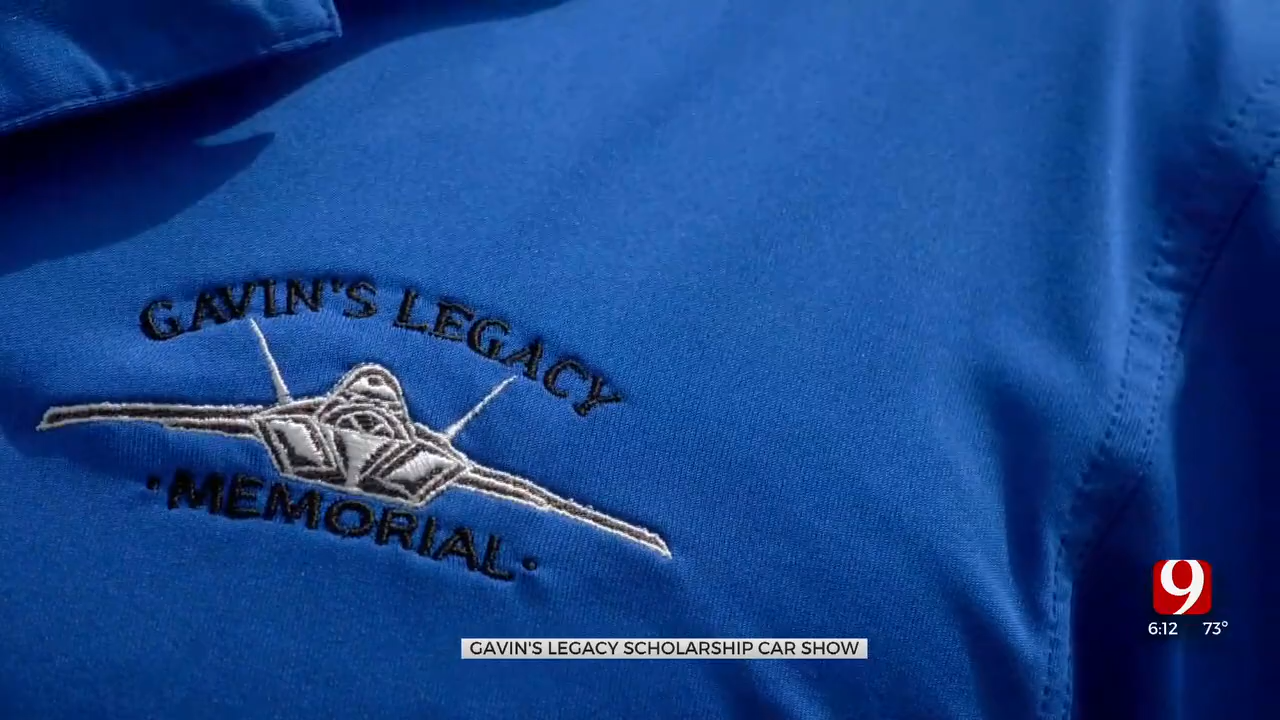 GAVIN'S LEGACY
·MEMORIAL·
9
6:12 73°
GAVIN'S LEGACY SCHOLARSHIP CAR SHOW